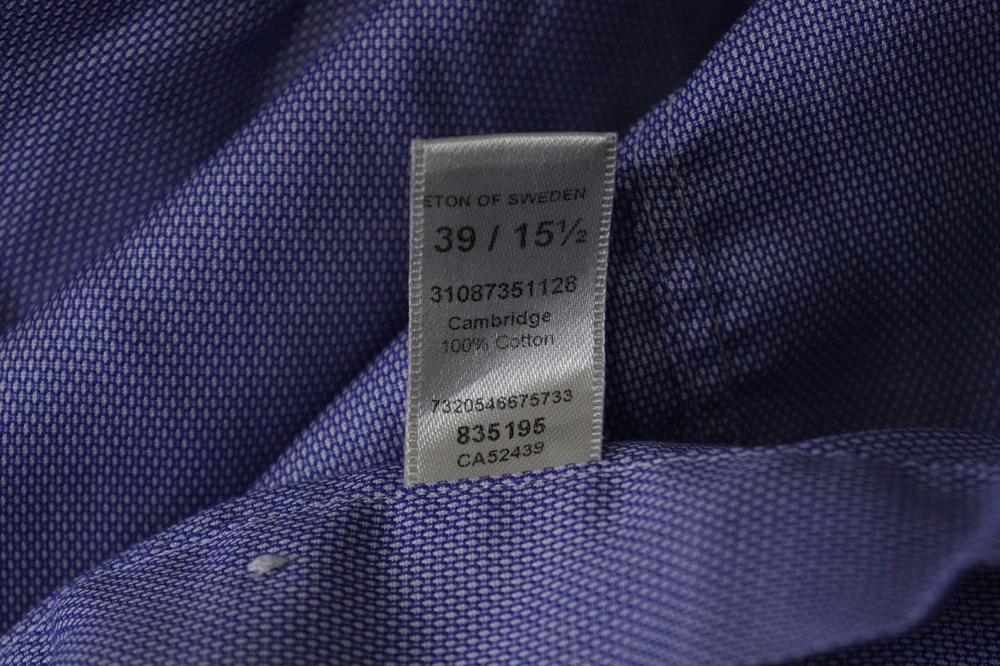 ETON OF SWEDEN
39 / 15½
31087351128
Cambridge
100% Cotton
7320546675733
835195
CA52439